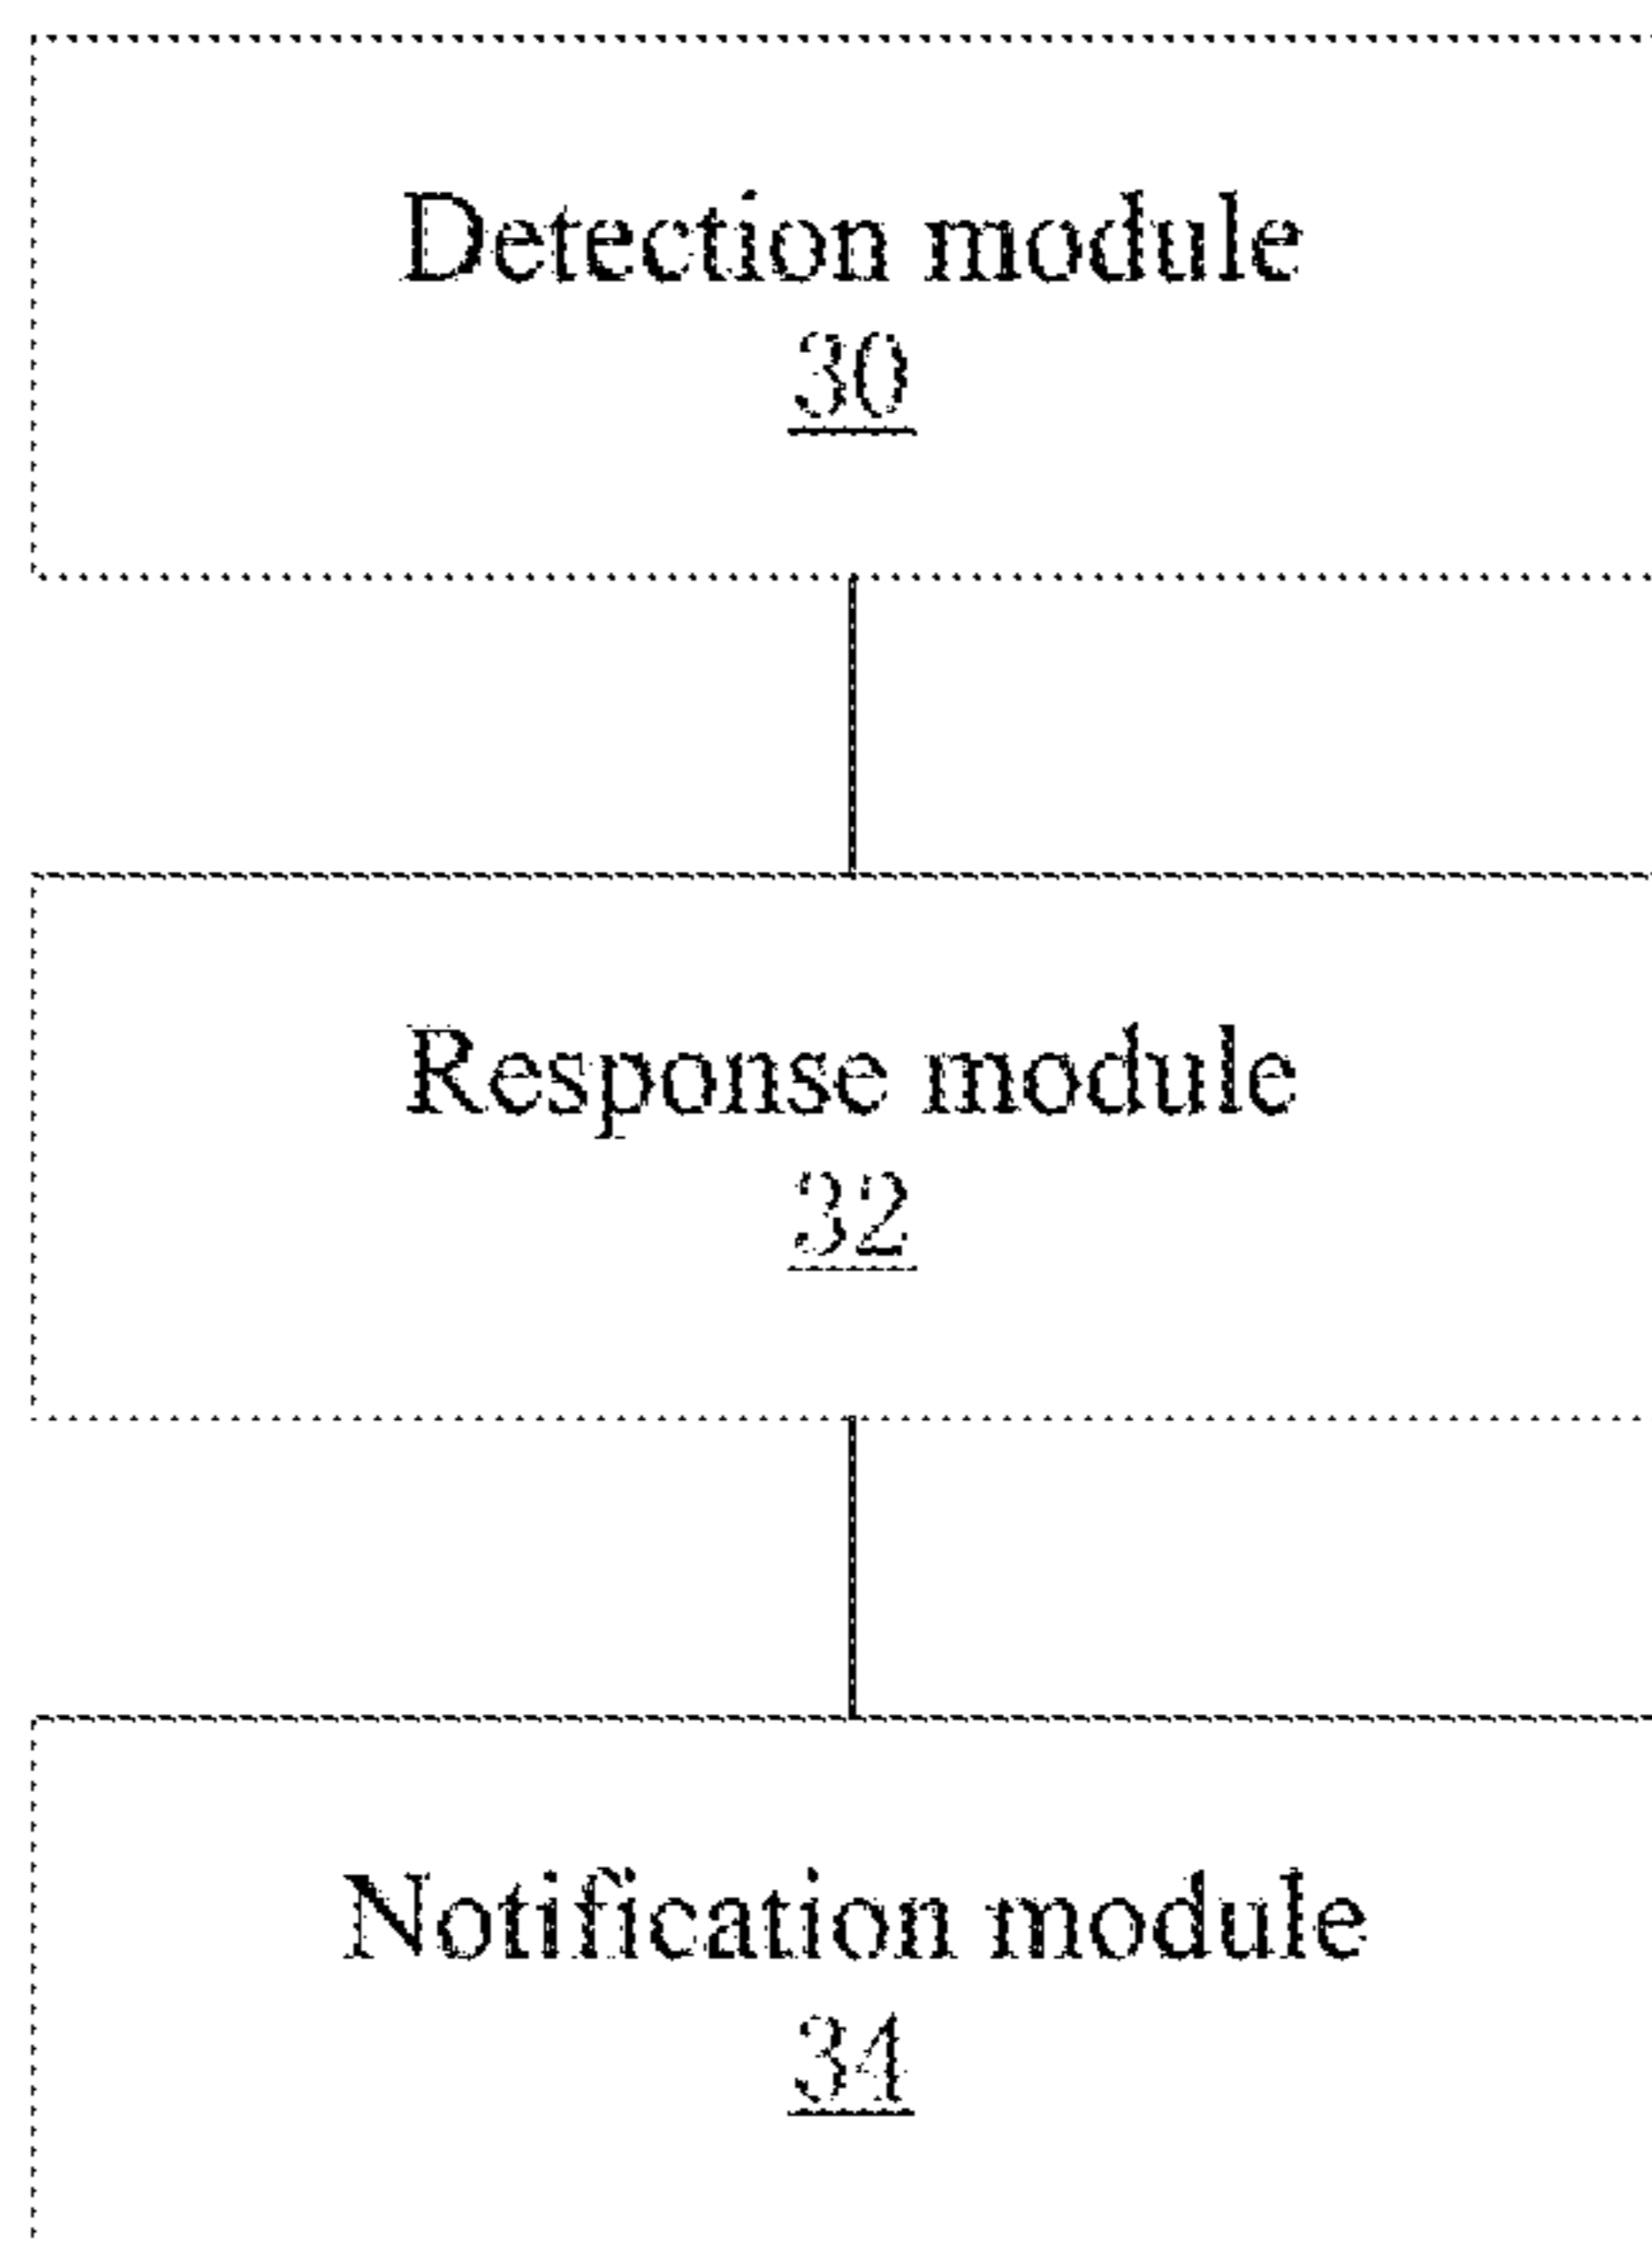 Detection module
30
Response module
32
Notification module
34